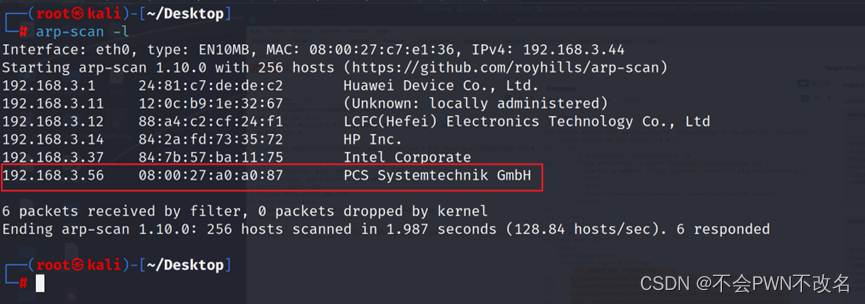 ┌──(root㉿kali)-[~/Desktop]
└─# arp-scan -l
Interface: eth0, type: EN10MB, MAC: 08:00:27:c7:e1:36, IPv4: 192.168.3.44
Starting arp-scan 1.10.0 with 256 hosts (https://github.com/royhills/arp-scan)
192.168.3.1     24:81:c7:de:de:c2       Huawei Device Co., Ltd.
192.168.3.11    12:0c:b9:1e:32:67       (Unknown: locally administered)
192.168.3.12    88:a4:c2:cf:24:f1       LCFC(Hefei) Electronics Technology Co., Ltd
192.168.3.14    84:2a:fd:73:35:72       HP Inc.
192.168.3.37    84:7b:57:ba:11:75       Intel Corporate
192.168.3.56    08:00:27:a0:a0:87       PCS Systemtechnik GmbH
6 packets received by filter, 0 packets dropped by kernel
Ending arp-scan 1.10.0: 256 hosts scanned in 1.987 seconds (128.84 hosts/sec). 6 responded
┌──(root㉿kali)-[~/Desktop]
└─#
CSDN @不会PWN不改名